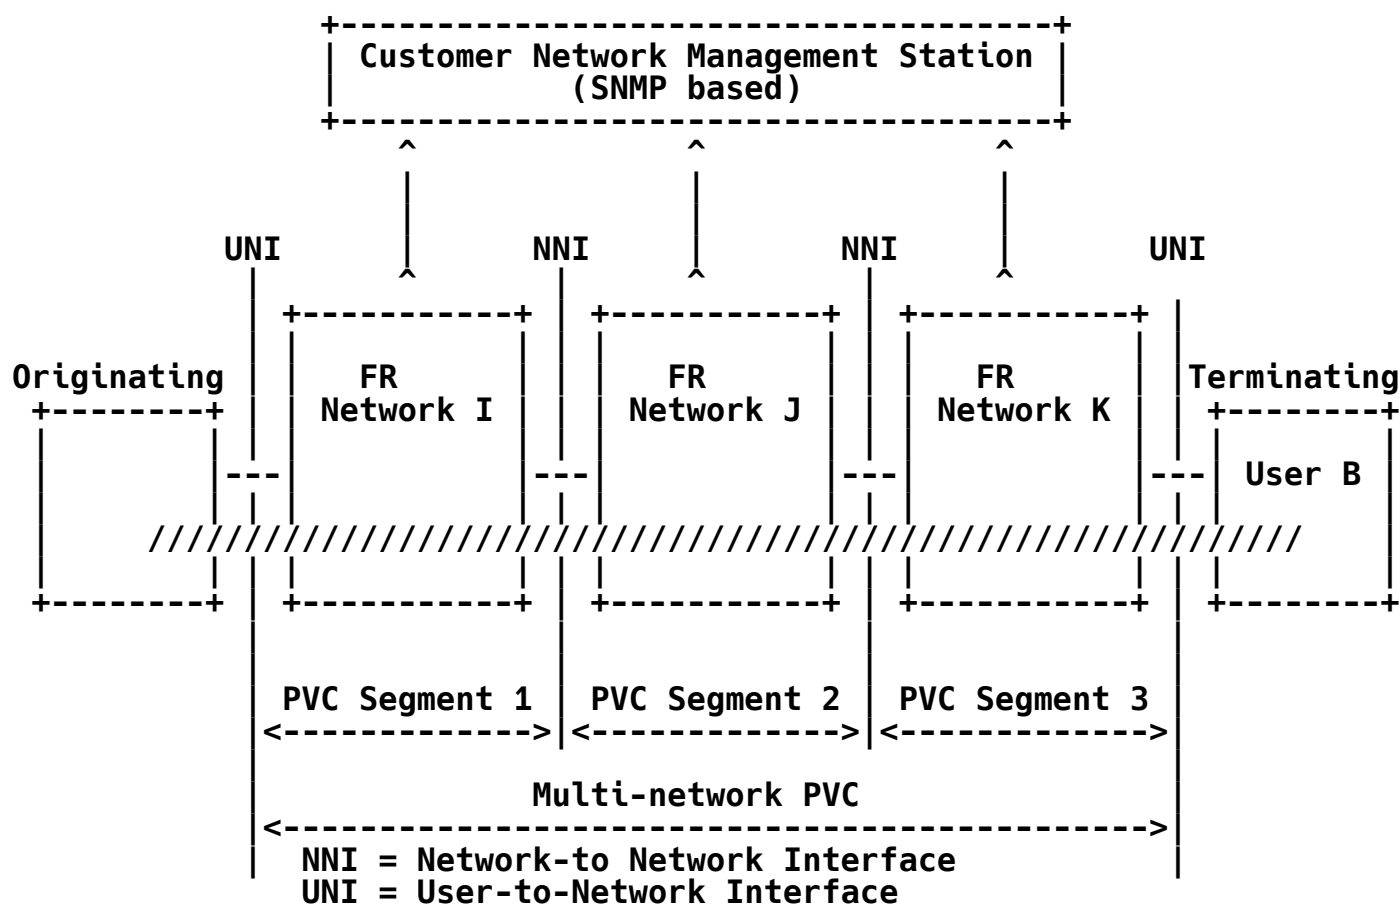 Customer Network Management Station
(SNMP based)
UNI NNI NNI UNI
Originating FR FR FR Terminating
Network I Network J Network K
User B
PVC Segment 1 PVC Segment 2 PVC Segment 3
Multi-network PVC
NNI = Network-to Network Interface
UNI = User-to-Network Interface